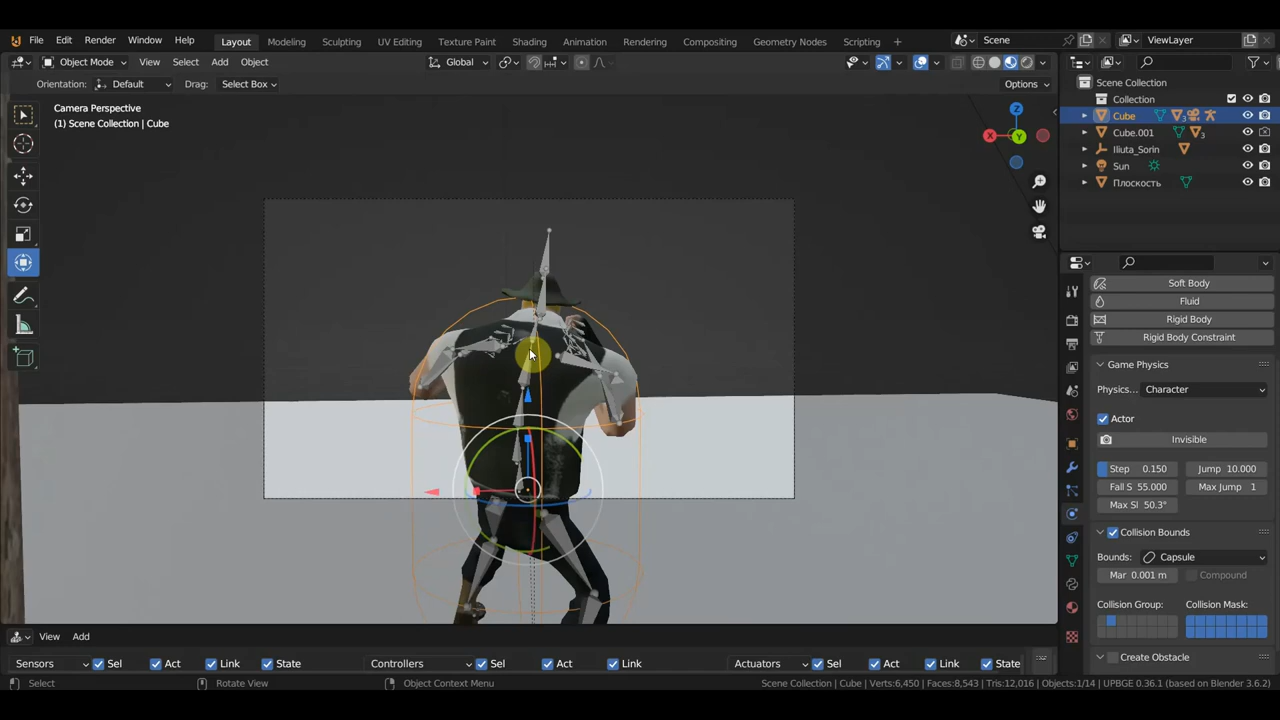 File Edit Render Window Help Layout Modeling Sculpting UV Editing Texture Paint Shading Animation Rendering Compositing Geometry Nodes Scripting + Scene ViewLayer
Object Mode View Select Add Object Global Options
Orientation: Default Drag: Select Box
Camera Perspective
(1) Scene Collection | Cube
Z
X
Y
Scene Collection
Collection
Cube 3
Cube.001 3
Iliuta_Sorin
Sun
Плоскость
Soft Body
Fluid
Rigid Body
Rigid Body Constraint
Game Physics
Physics... Character
Actor
Invisible
Step 0.150 Jump 10.000
Fall S 55.000 Max Jump 1
Max Sl 50.3°
Collision Bounds
Bounds: Capsule
Mar 0.001 m Compound
Collision Group: Collision Mask:
Create Obstacle
View Add
Sensors Sel Act Link State Controllers Sel Act Link Actuators Sel Act Link State
Select Rotate View Object Context Menu Scene Collection | Cube | Verts:6,450 | Faces:8,543 | Tris:12,016 | Objects:1/14 | UPBGE 0.36.1 (based on Blender 3.6.2)